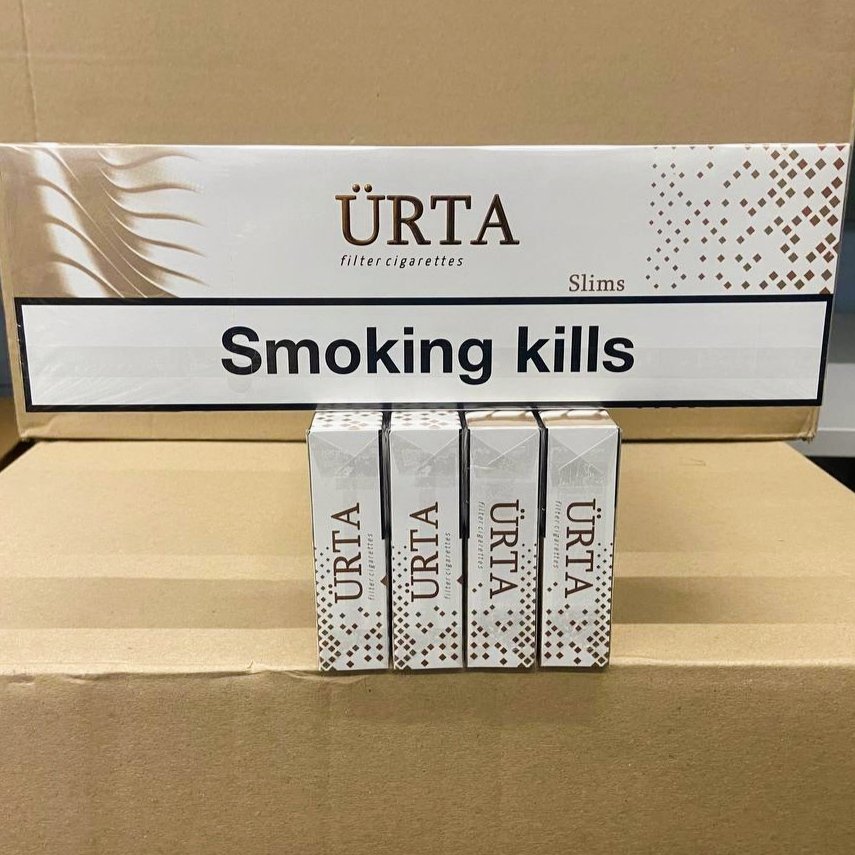 ÜRTA
filter cigarettes
Slims
Smoking kills
ÜRTA
filter cigarettes
ÜRTA
filter cigarettes
ÜRTA
filter cigarettes
ÜRTA
filter cigarettes